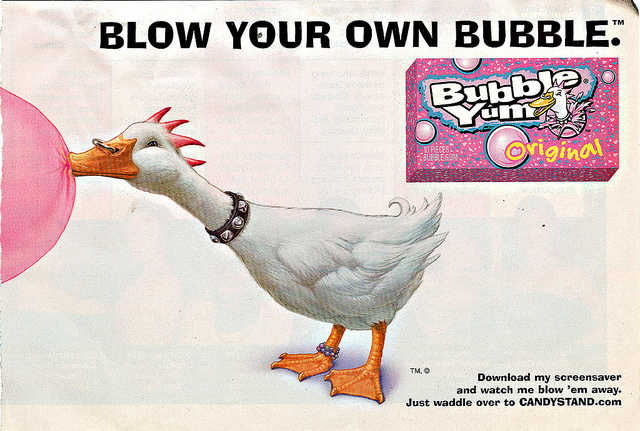 BLOW YOUR OWN BUBBLE.™
Bubble
Yum
Original
TM, ©
Download my screensaver
and watch me blow 'em away.
Just waddle over to CANDYSTAND.com